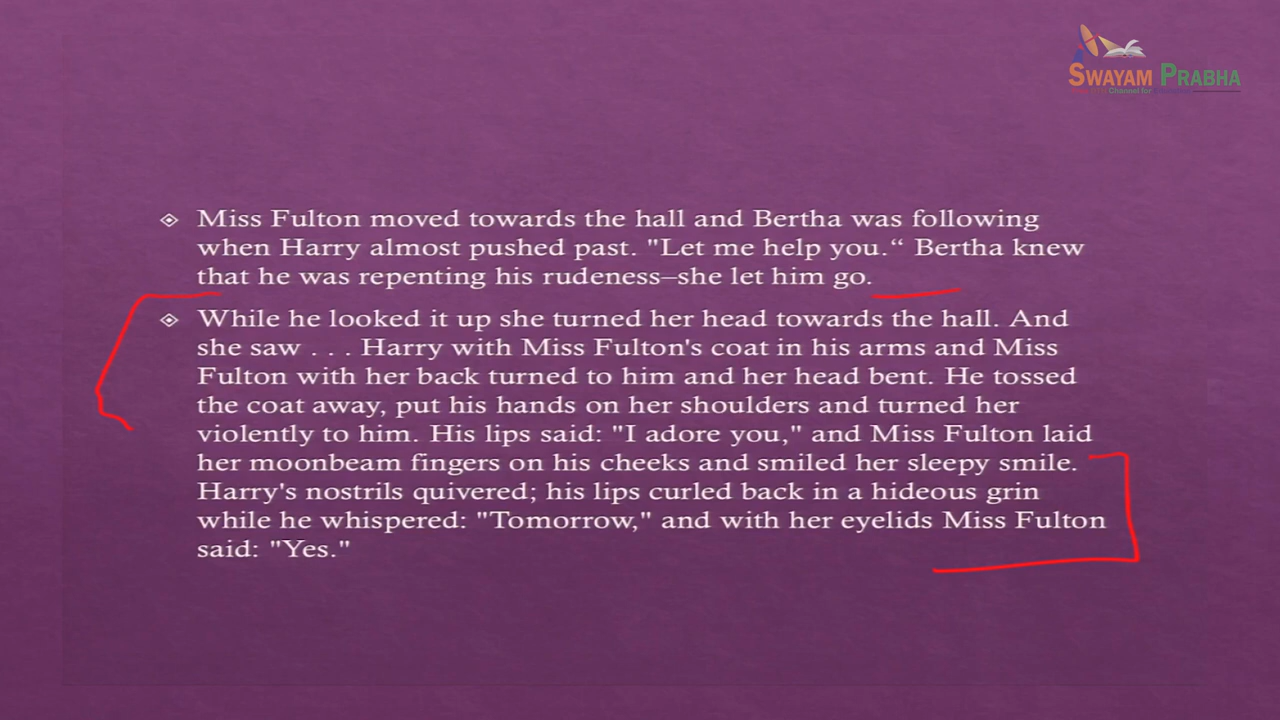 SWAYAM PRABHA
Miss Fulton moved towards the hall and Bertha was following
when Harry almost pushed past. "Let me help you.“ Bertha knew
that he was repenting his rudeness–she let him go.
While he looked it up she turned her head towards the hall. And
she saw . . . Harry with Miss Fulton's coat in his arms and Miss
Fulton with her back turned to him and her head bent. He tossed
the coat away, put his hands on her shoulders and turned her
violently to him. His lips said: "I adore you," and Miss Fulton laid
her moonbeam fingers on his cheeks and smiled her sleepy smile.
Harry's nostrils quivered; his lips curled back in a hideous grin
while he whispered: "Tomorrow," and with her eyelids Miss Fulton
said: "Yes."